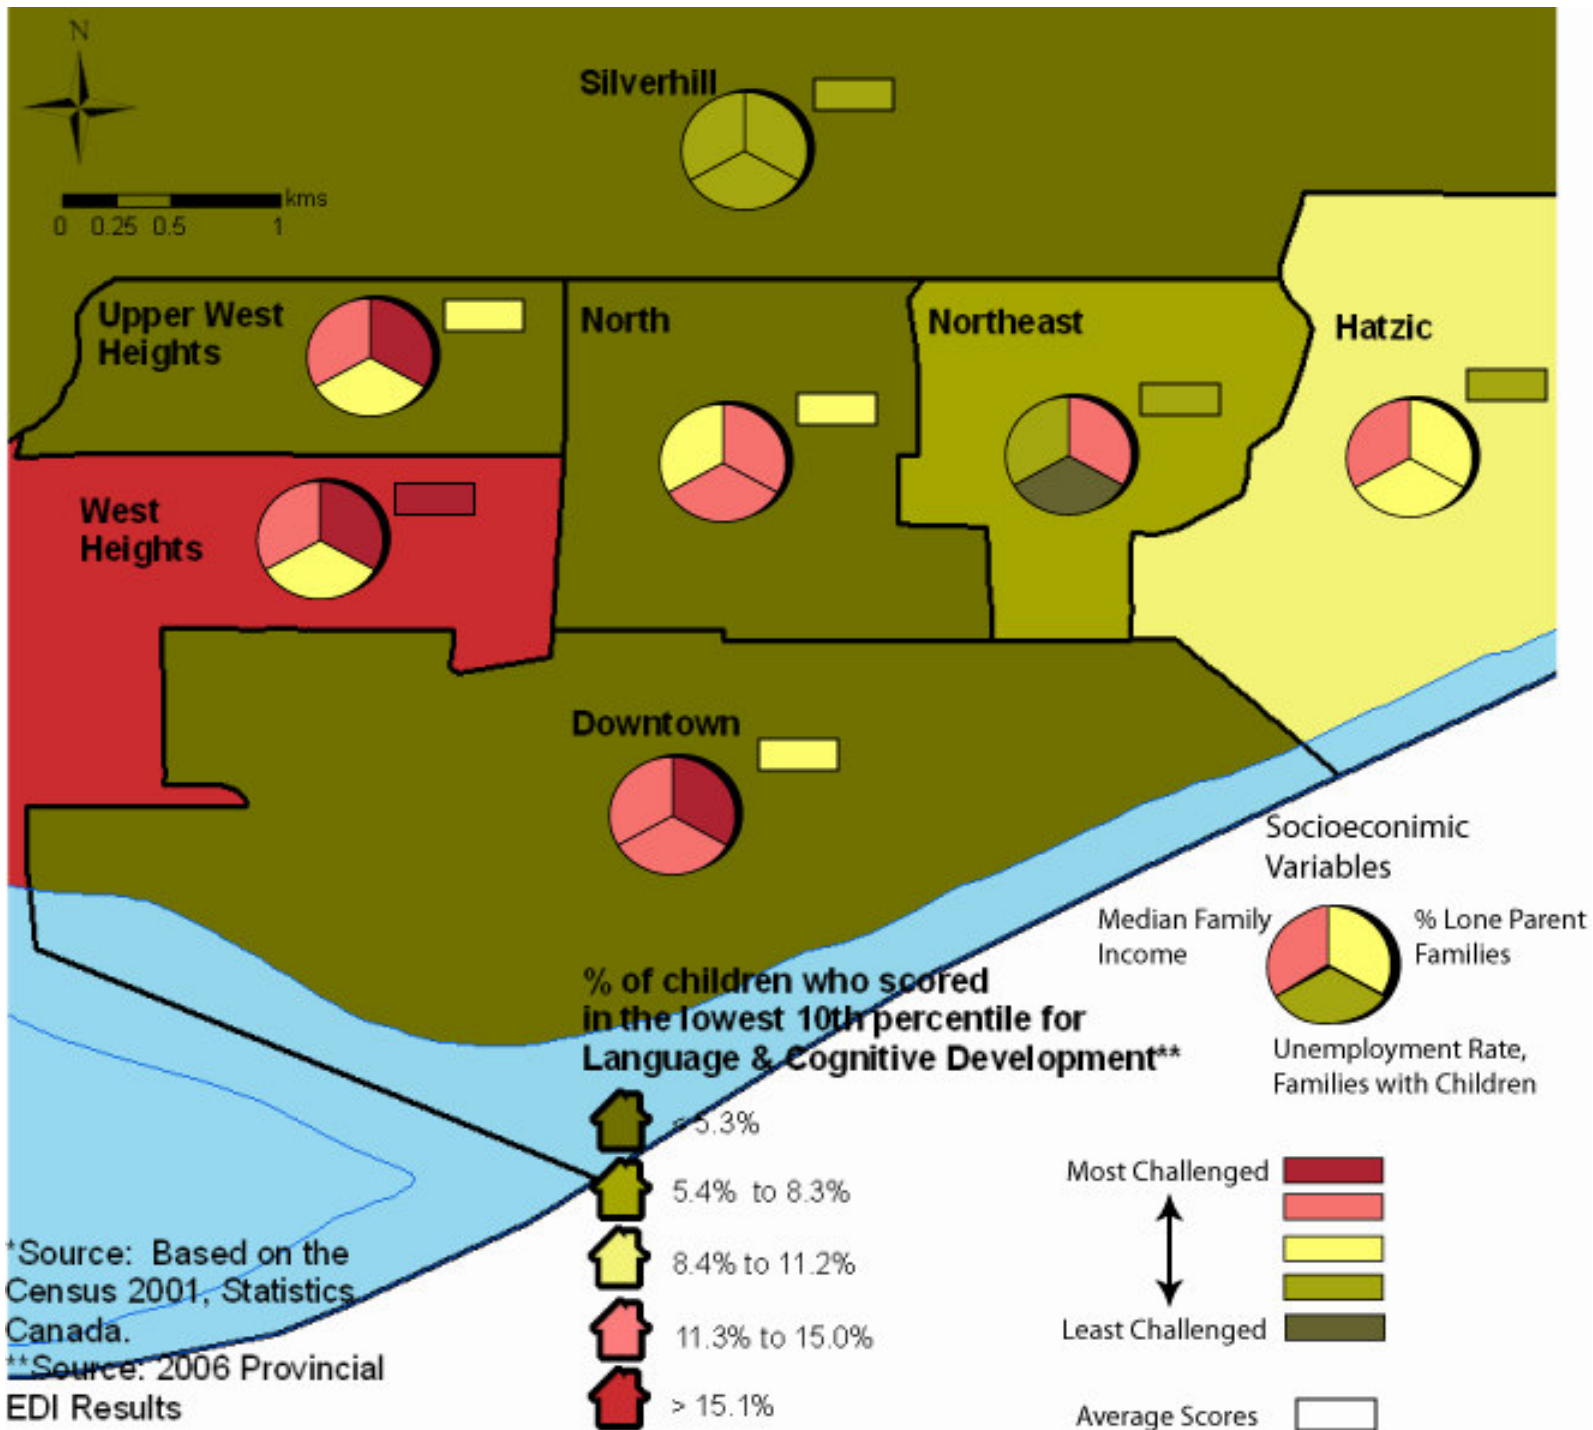 N
Silverhill
kms
0 0.25 0.5 1
Upper West
Heights
North
Northeast
Hatzic
West
Heights
Downtown
Socioeconimic
Variables
Median Family
Income
% Lone Parent
Families
Unemployment Rate,
Families with Children
% of children who scored
in the lowest 10th percentile for
Language & Cognitive Development**
5.3%
5.4% to 8.3%
8.4% to 11.2%
11.3% to 15.0%
> 15.1%
Most Challenged
Least Challenged
Average Scores
*Source: Based on the
Census 2001, Statistics
Canada.
**Source: 2006 Provincial
EDI Results